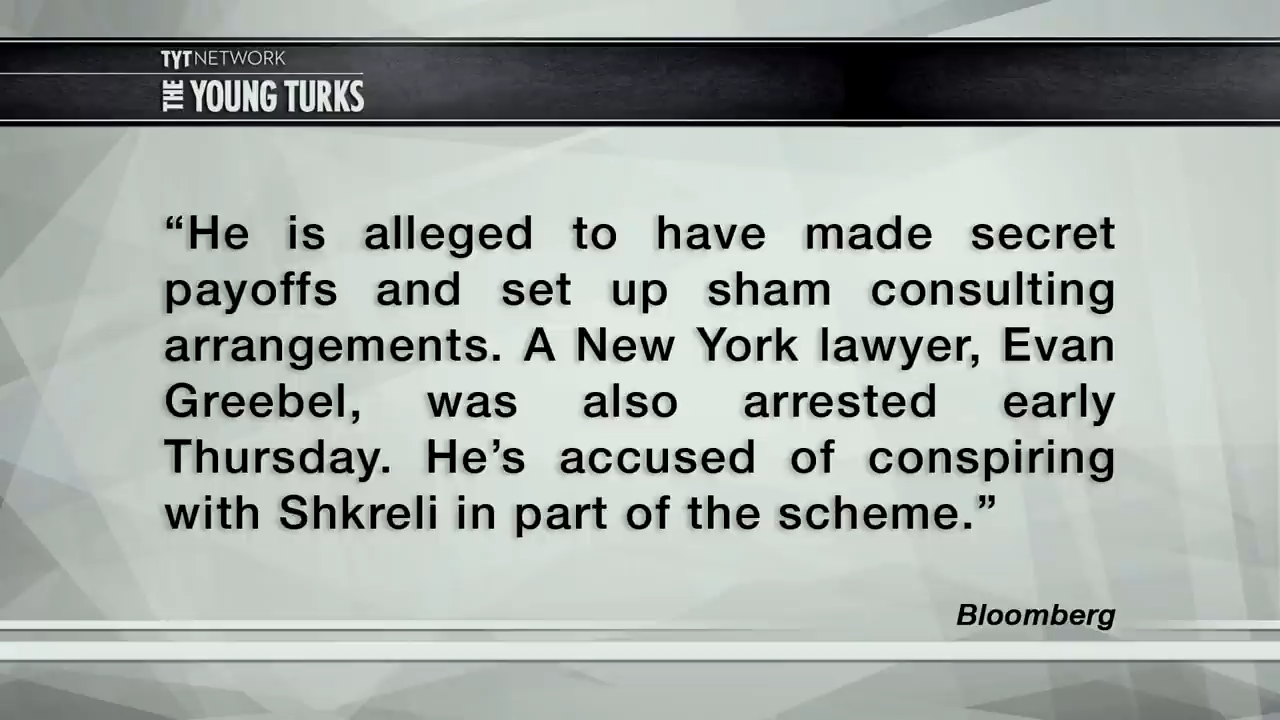 TYTNETWORK
THE YOUNG TURKS
“He is alleged to have made secret
payoffs and set up sham consulting
arrangements. A New York lawyer, Evan
Greebel, was also arrested early
Thursday. He’s accused of conspiring
with Shkreli in part of the scheme.”
Bloomberg